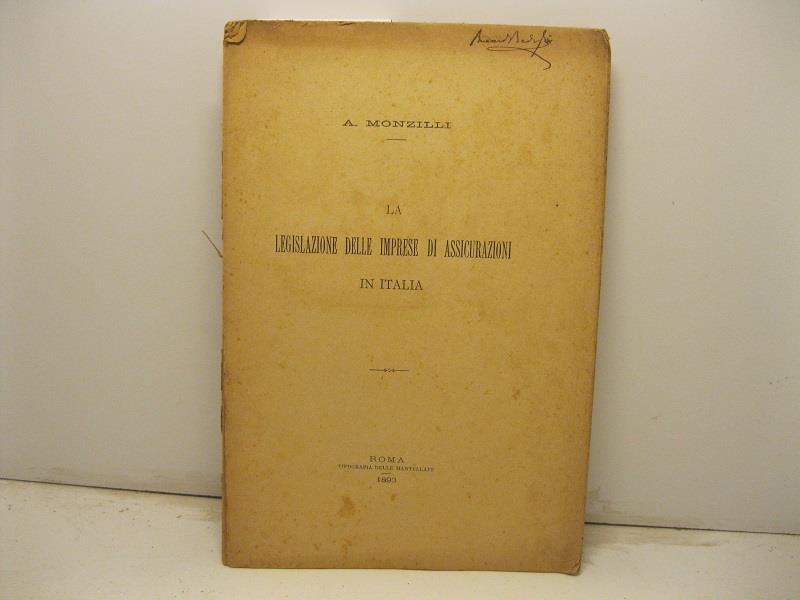 A. MONZILLI
LA
LEGISLAZIONE DELLE IMPRESE DI ASSICURAZIONI
IN ITALIA
ROMA
TIPOGRAFIA DELLE MANTELLATE
1893